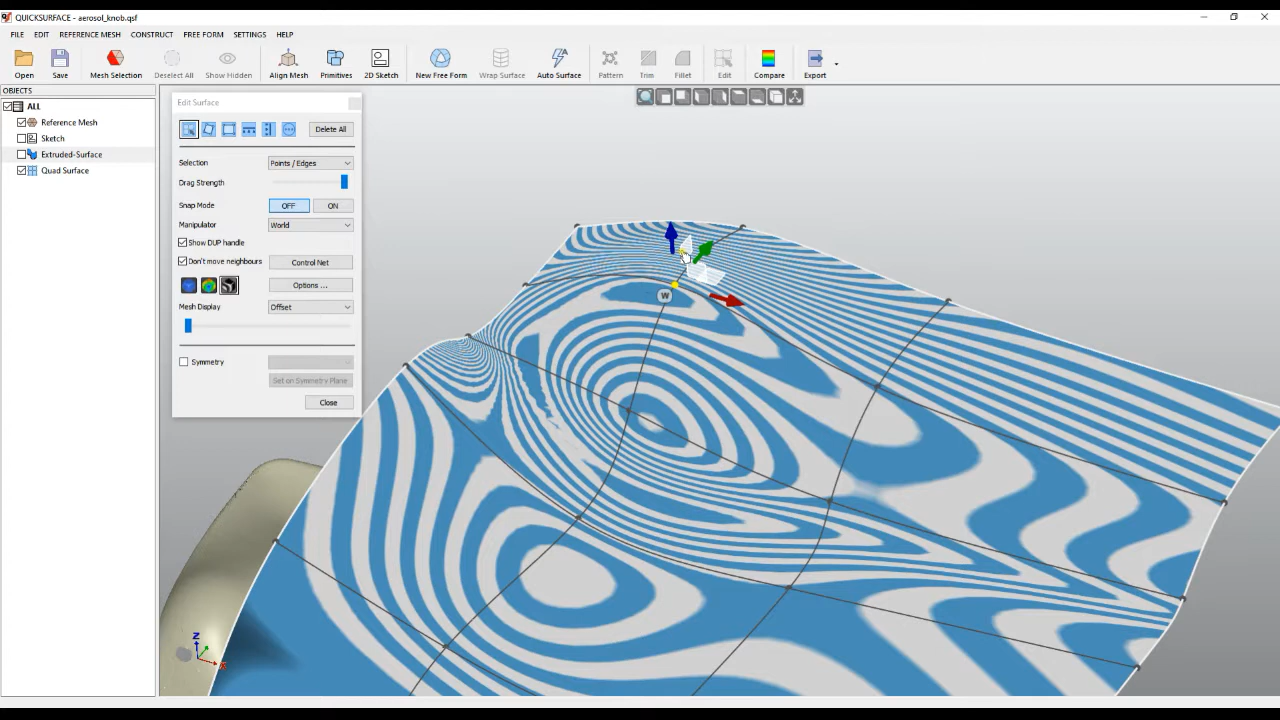 QUICKSURFACE - aerosol_knob.qsf
FILE EDIT REFERENCE MESH CONSTRUCT FREE FORM SETTINGS HELP
Open Save Mesh Selection Deselect All Show Hidden Align Mesh Primitives 2D Sketch New Free Form Wrap Surface Auto Surface Pattern Trim Fillet Edit Compare Export
OBJECTS
ALL
Reference Mesh
Sketch
Extruded-Surface
Quad Surface
Edit Surface
Delete All
Selection Points / Edges
Drag Strength
Snap Mode OFF ON
Manipulator World
Show DUP handle
Don't move neighbours Control Net
Options ...
Mesh Display Offset
Symmetry
Set on Symmetry Plane
Close
W
Z
X